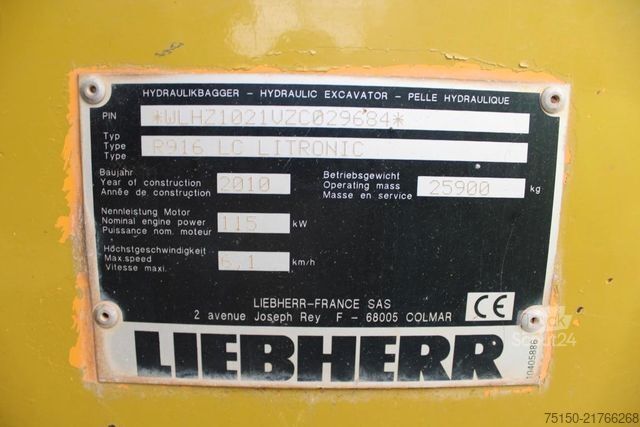 HYDRAULIKBAGGER - HYDRAULIC EXCAVATOR - PELLE HYDRAULIQUE
PIN *WLHZ1021VZC029684*
Typ
Type R916 LC LITRONIC
Type
Baujahr
Year of construction 2010
Année de construction
Betriebsgewicht
Operating mass 25900 kg
Masse en service
Nennleistung Motor
Nominal engine power 115 kW
Puissance nom. moteur
Höchstgeschwindigkeit
Max.speed 5,1 km/h
Vitesse maxi.
LIEBHERR-FRANCE SAS
2 avenue Joseph Rey F - 68005 COLMAR
CE
LIEBHERR
10405886
75150-21766268